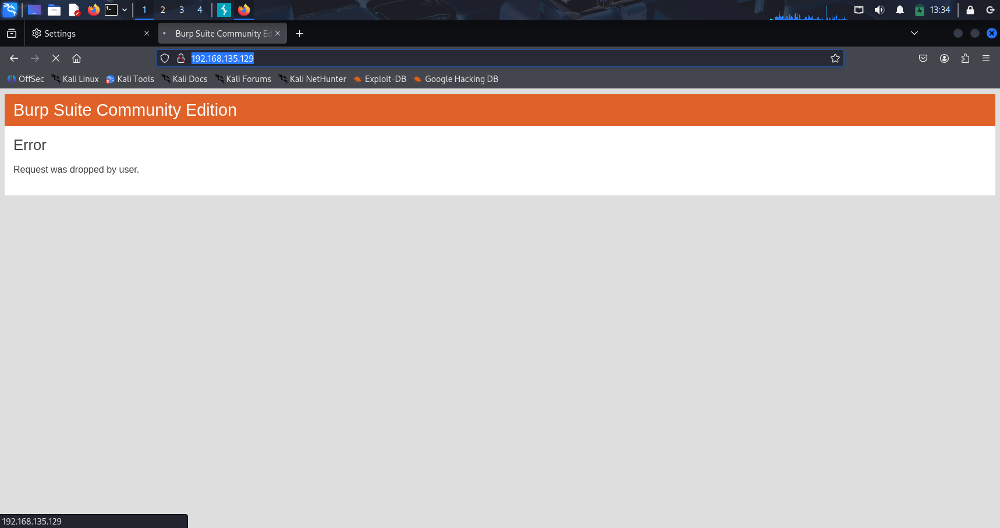 1 2 3 4 13:34
Settings Burp Suite Community Ed
192.168.135.129
OffSec Kali Linux Kali Tools Kali Docs Kali Forums Kali NetHunter Exploit-DB Google Hacking DB
Burp Suite Community Edition
Error
Request was dropped by user.
192.168.135.129